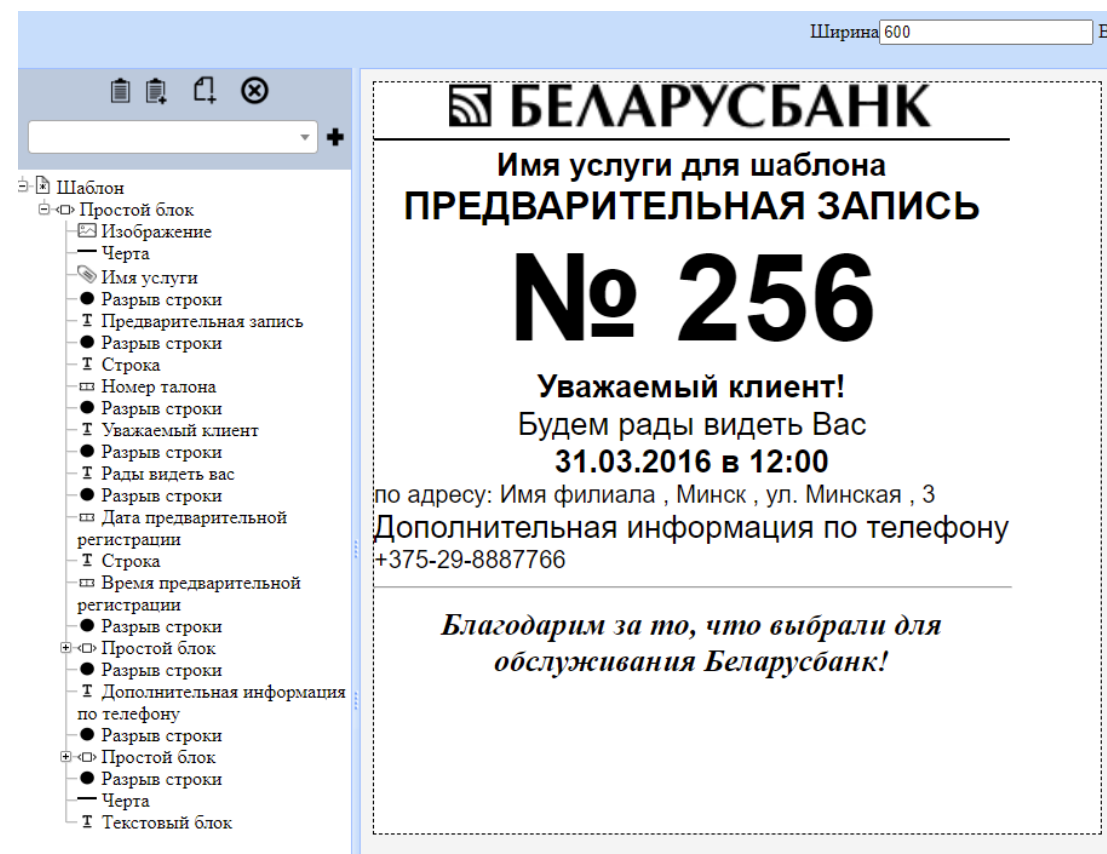 Ширина 600
Шаблон
Простой блок
Изображение
Черта
Имя услуги
Разрыв строки
Предварительная запись
Разрыв строки
Строка
Номер талона
Разрыв строки
Уважаемый клиент
Разрыв строки
Рады видеть вас
Разрыв строки
Дата предварительной
регистрации
Строка
Время предварительной
регистрации
Разрыв строки
Простой блок
Разрыв строки
Дополнительная информация
по телефону
Разрыв строки
Простой блок
Разрыв строки
Черта
Текстовый блок
БЕЛАРУСБАНК
Имя услуги для шаблона
ПРЕДВАРИТЕЛЬНАЯ ЗАПИСЬ
№ 256
Уважаемый клиент!
Будем рады видеть Вас
31.03.2016 в 12:00
по адресу: Имя филиала , Минск , ул. Минская , 3
Дополнительная информация по телефону
+375-29-8887766
Благодарим за то, что выбрали для
обслуживания Беларусбанк!